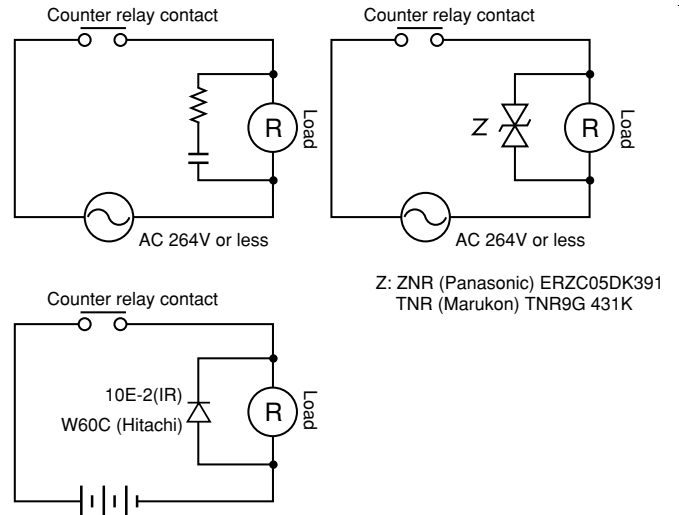 Counter relay contact
R
Load
AC 264V or less
Counter relay contact
Z
R
Load
AC 264V or less
Z: ZNR (Panasonic) ERZC05DK391
TNR (Marukon) TNR9G 431K
Counter relay contact
10E-2(IR)
W60C (Hitachi)
R
Load